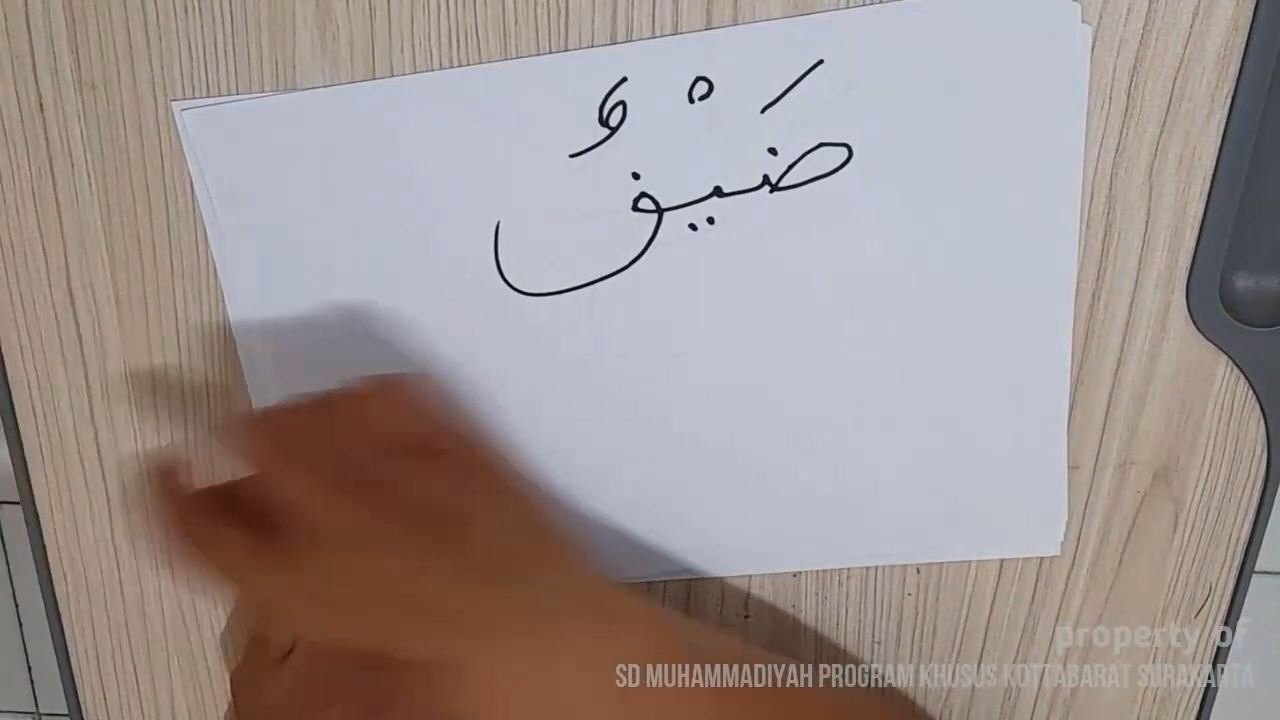 ضَيْفٌ
property of
SD MUHAMMADIYAH PROGRAM KHUSUS KOTTABARAT SURAKARTA